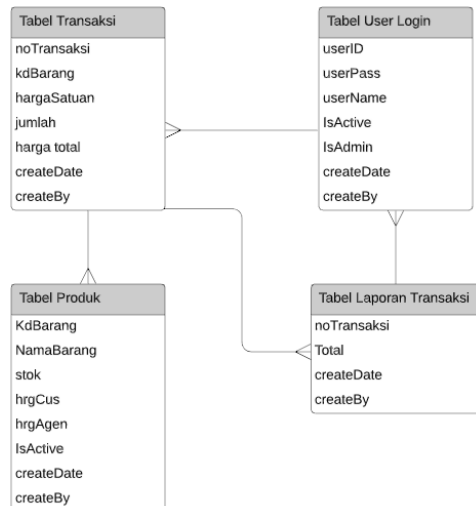 Tabel Transaksi
noTransaksi
kdBarang
hargaSatuan
jumlah
harga total
createDate
createBy
Tabel User Login
userID
userPass
userName
IsActive
IsAdmin
createDate
createBy
Tabel Produk
KdBarang
NamaBarang
stok
hrgCus
hrgAgen
IsActive
createDate
createBy
Tabel Laporan Transaksi
noTransaksi
Total
createDate
createBy